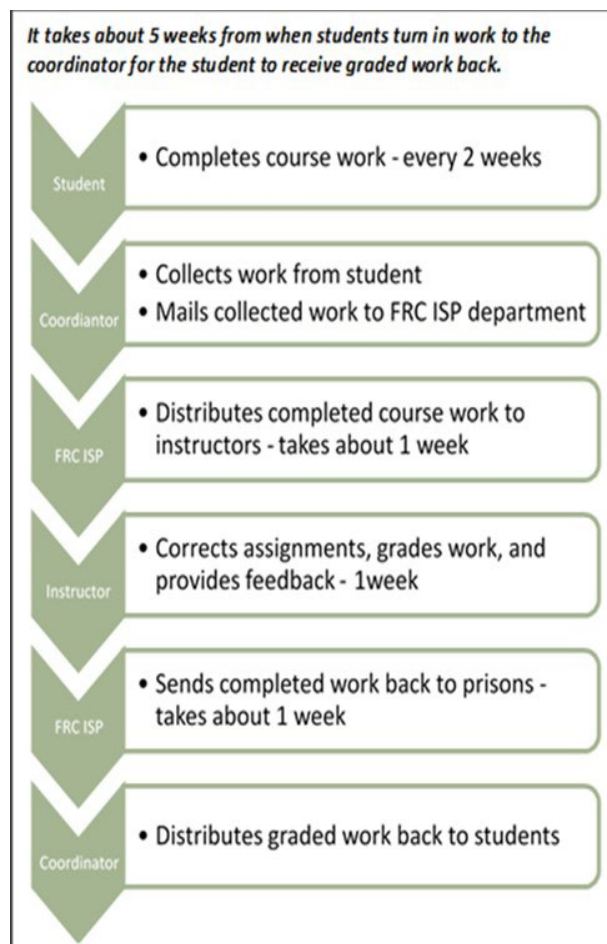 It takes about 5 weeks from when students turn in work to the
coordinator for the student to receive graded work back.
Student
• Completes course work - every 2 weeks
Coordiantor
• Collects work from student
• Mails collected work to FRC ISP department
FRC ISP
• Distributes completed course work to
instructors - takes about 1 week
Instructor
• Corrects assignments, grades work, and
provides feedback - 1week
FRC ISP
• Sends completed work back to prisons -
takes about 1 week
Coordinator
• Distributes graded work back to students